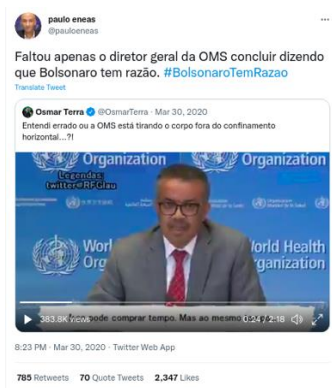 paulo eneas
@pauloeneas
Faltou apenas o diretor geral da OMS concluir dizendo
que Bolsonaro tem razão. #BolsonaroTemRazao
Translate Tweet
Osmar Terra @OsmarTerra · Mar 30, 2020
Entendi errado ou a OMS está tirando o corpo fora do confinamento
horizontal...?!
Organization
Organization
Legendas:
twitter@RFGlau
World Health
Organization
383.8K views
pode comprar tempo. Mas ao mesmo
0:24 / 2:18
8:23 PM · Mar 30, 2020 · Twitter Web App
785 Retweets 70 Quote Tweets 2,347 Likes